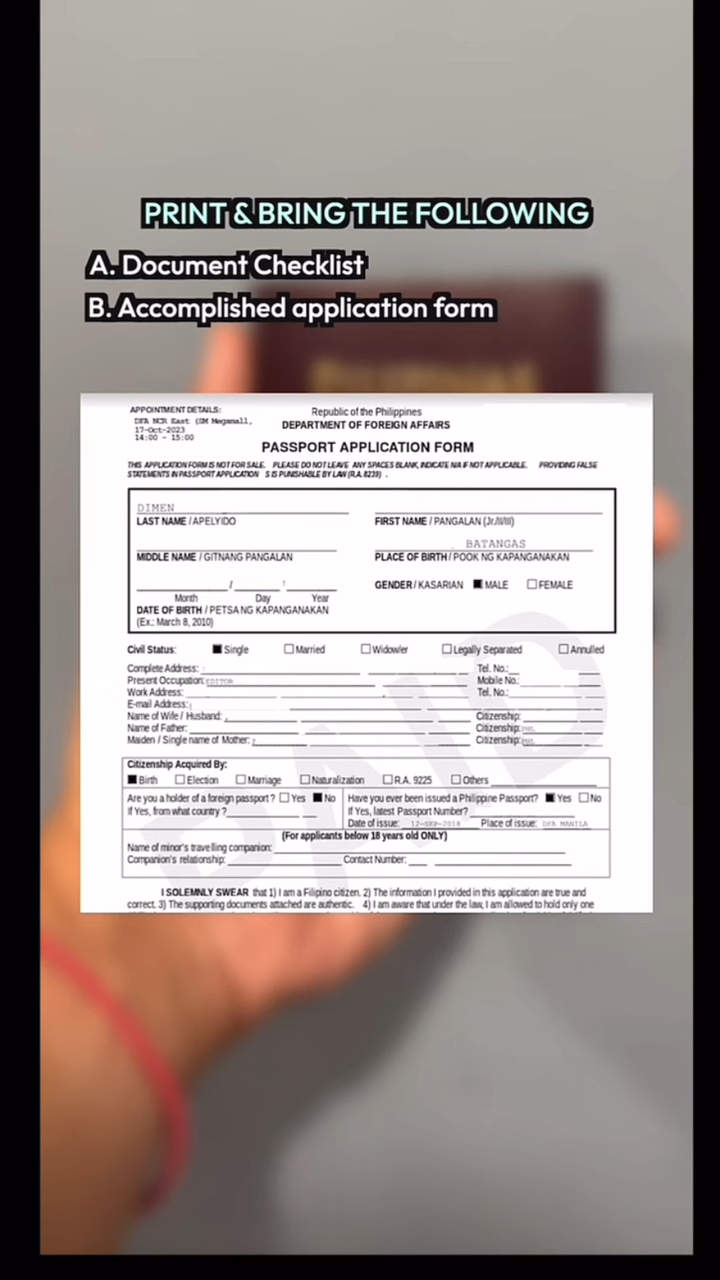 PRINT & BRING THE FOLLOWING
A. Document Checklist
B. Accomplished application form
APPOINTMENT DETAILS:
DFA NCR East (SM Megamall,
17-Oct-2023
14:00 - 15:00
Republic of the Philippines
DEPARTMENT OF FOREIGN AFFAIRS
PASSPORT APPLICATION FORM
THIS APPLICATION FORM IS NOT FOR SALE. PLEASE DO NOT LEAVE ANY SPACES BLANK, INDICATE N/A IF NOT APPLICABLE. PROVIDING FALSE
STATEMENTS IN PASSPORT APPLICATION S IS PUNISHABLE BY LAW (R.A. 8239) .
DIMEN
LAST NAME / APELYIDO FIRST NAME / PANGALAN (Jr./II/III)
BATANGAS
MIDDLE NAME / GITNANG PANGALAN PLACE OF BIRTH / POOK NG KAPANGANAKAN
/ / GENDER / KASARIAN MALE FEMALE
Month Day Year
DATE OF BIRTH / PETSA NG KAPANGANAKAN
(Ex.: March 8, 2010)
Civil Status: Single Married Widow/er Legally Separated Annulled
Complete Address: Tel. No.:
Present Occupation: EDITOR Mobile No.:
Work Address: Tel. No.:
E-mail Address:
Name of Wife / Husband: Citizenship:
Name of Father: Citizenship:
Maiden / Single name of Mother: Citizenship:
Citizenship Acquired By:
Birth Election Marriage Naturalization R.A. 9225 Others
Are you a holder of a foreign passport ? Yes No Have you ever been issued a Philippine Passport? Yes No
If Yes, from what country ? If Yes, latest Passport Number?
Date of issue: 12-SEP-2018 Place of issue: DFA MANILA
(For applicants below 18 years old ONLY)
Name of minor's travelling companion:
Companion's relationship: Contact Number:
I SOLEMNLY SWEAR that 1) I am a Filipino citizen. 2) The information I provided in this application are true and
correct. 3) The supporting documents attached are authentic. 4) I am aware that under the law, I am allowed to hold only one
PAID